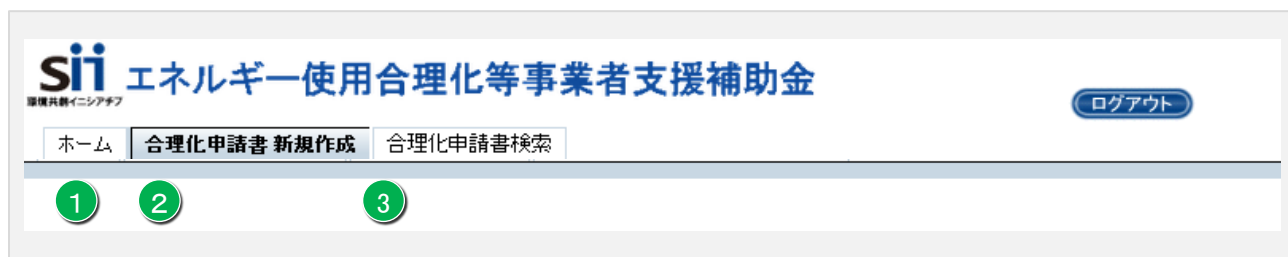 sii エネルギー使用合理化等事業者支援補助金
環境共創イニシアチブ
ログアウト
ホーム 合理化申請書 新規作成 合理化申請書検索
1 2 3